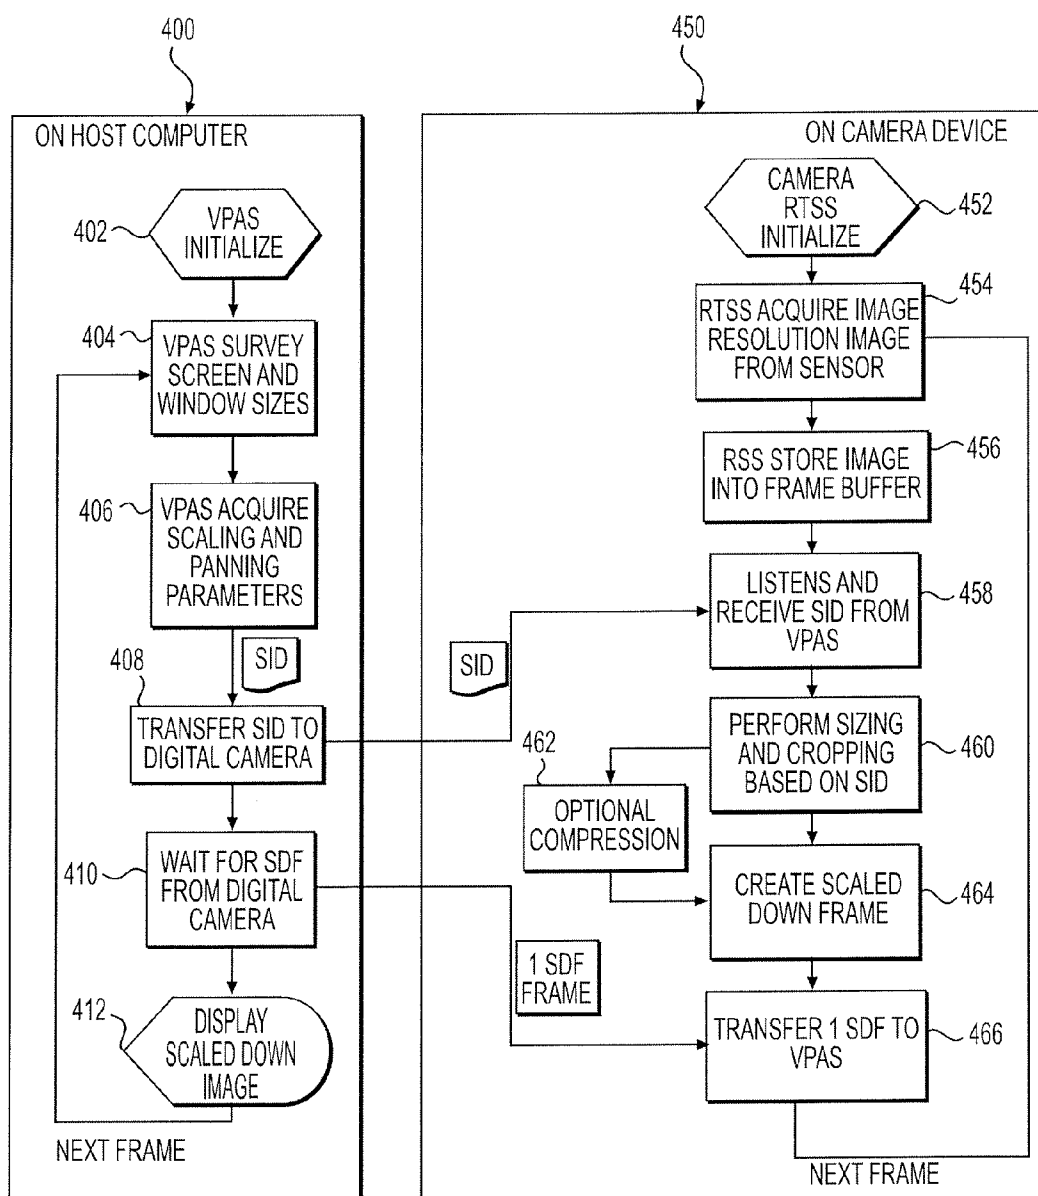 400
450
ON HOST COMPUTER
ON CAMERA DEVICE
402
VPAS
INITIALIZE
404
VPAS SURVEY
SCREEN AND
WINDOW SIZES
406
VPAS ACQUIRE
SCALING AND
PANNING
PARAMETERS
SID
408
TRANSFER SID TO
DIGITAL CAMERA
410
WAIT FOR SDF
FROM DIGITAL
CAMERA
412
DISPLAY
SCALED DOWN
IMAGE
NEXT FRAME
CAMERA
RTSS
INITIALIZE
452
454
RTSS ACQUIRE IMAGE
RESOLUTION IMAGE
FROM SENSOR
RSS STORE IMAGE
INTO FRAME BUFFER
456
LISTENS AND
RECEIVE SID FROM
VPAS
458
SID
PERFORM SIZING
AND CROPPING
BASED ON SID
460
462
OPTIONAL
COMPRESSION
CREATE SCALED
DOWN FRAME
464
1 SDF
FRAME
TRANSFER 1 SDF TO
VPAS
466
NEXT FRAME